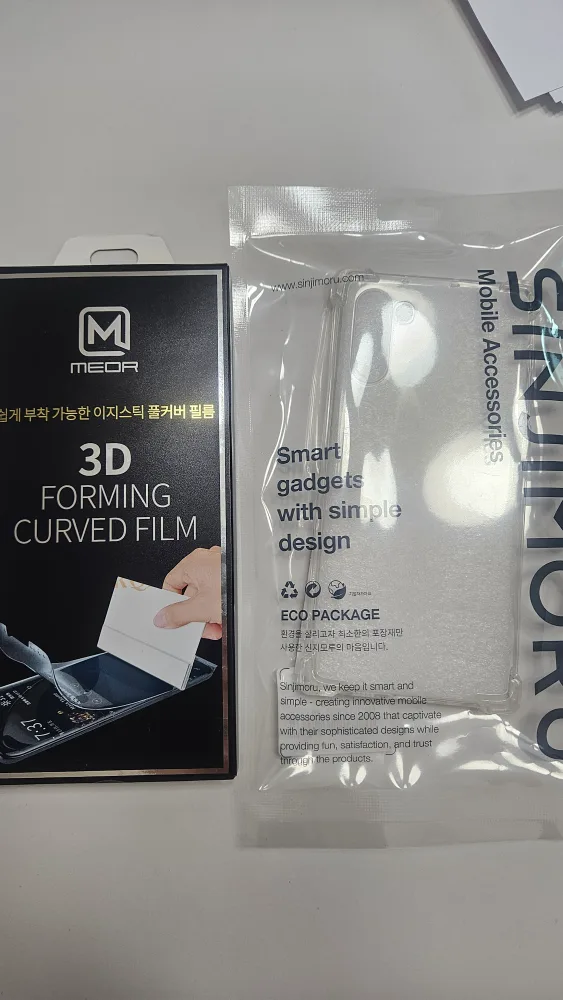 MEOR
쉽게 부착 가능한 이지스틱 풀커버 필름
3D
FORMING
CURVED FILM
7:37
www.sinjimoru.com
SINJIMORU
Mobile Accessories
Smart
gadgets
with simple
design
ECO PACKAGE
환경을 살리고자 최소한의 포장재만
사용한 신지모루의 마음입니다.
Sinjimoru, we keep it smart and
simple - creating innovative mobile
accessories since 2008 that captivate
with their sophisticated designs while
providing fun, satisfaction, and trust
through the products.